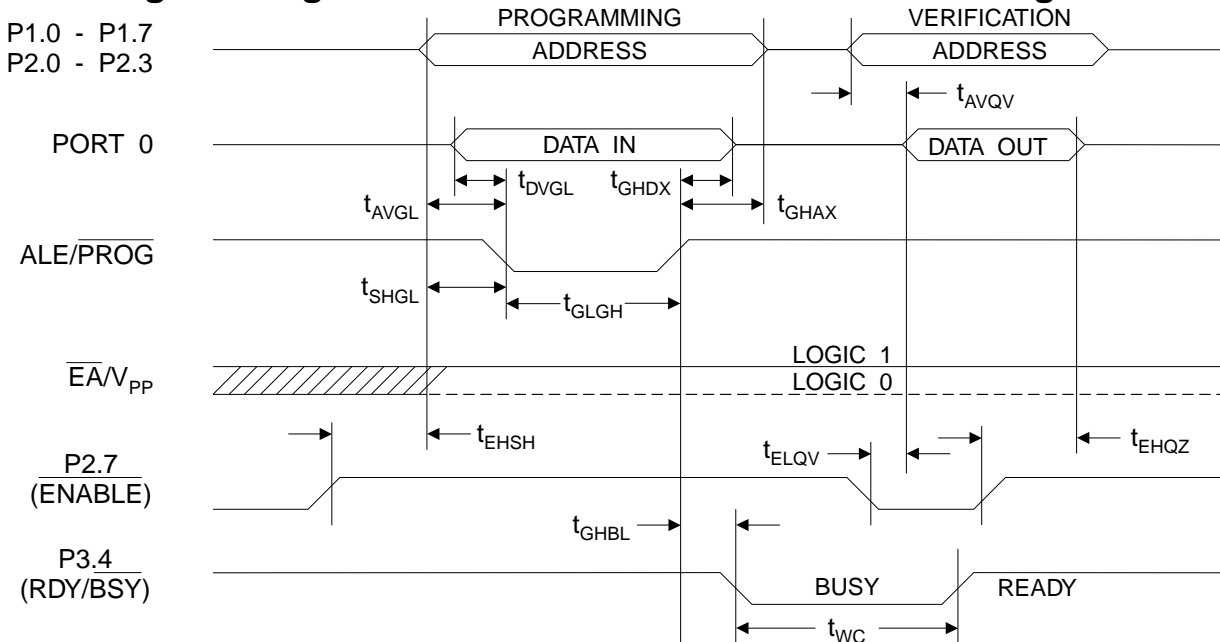 PROGRAMMING
VERIFICATION
P1.0 - P1.7
P2.0 - P2.3
ADDRESS
ADDRESS
tAVQV
PORT 0
DATA IN
DATA OUT
tDVGL
tGHDX
tAVGL
tGHAX
ALE/PROG
tSHGL
tGLGH
LOGIC 1
EA/VPP
LOGIC 0
tEHSH
tELQV
tEHQZ
P2.7
(ENABLE)
tGHBL
P3.4
(RDY/BSY)
BUSY
READY
tWC